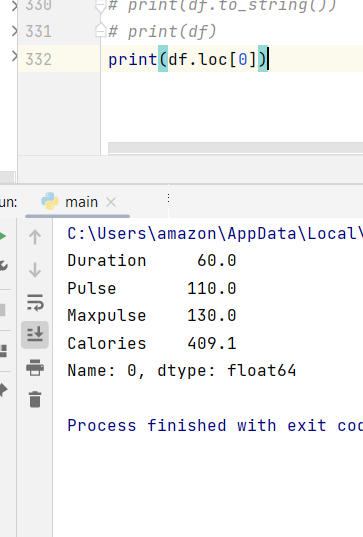 330 # print(df.to_string())
331 # print(df)
332 print(df.loc[0])
un: main
C:\Users\amazon\AppData\Local\
Duration 60.0
Pulse 110.0
Maxpulse 130.0
Calories 409.1
Name: 0, dtype: float64
Process finished with exit cod